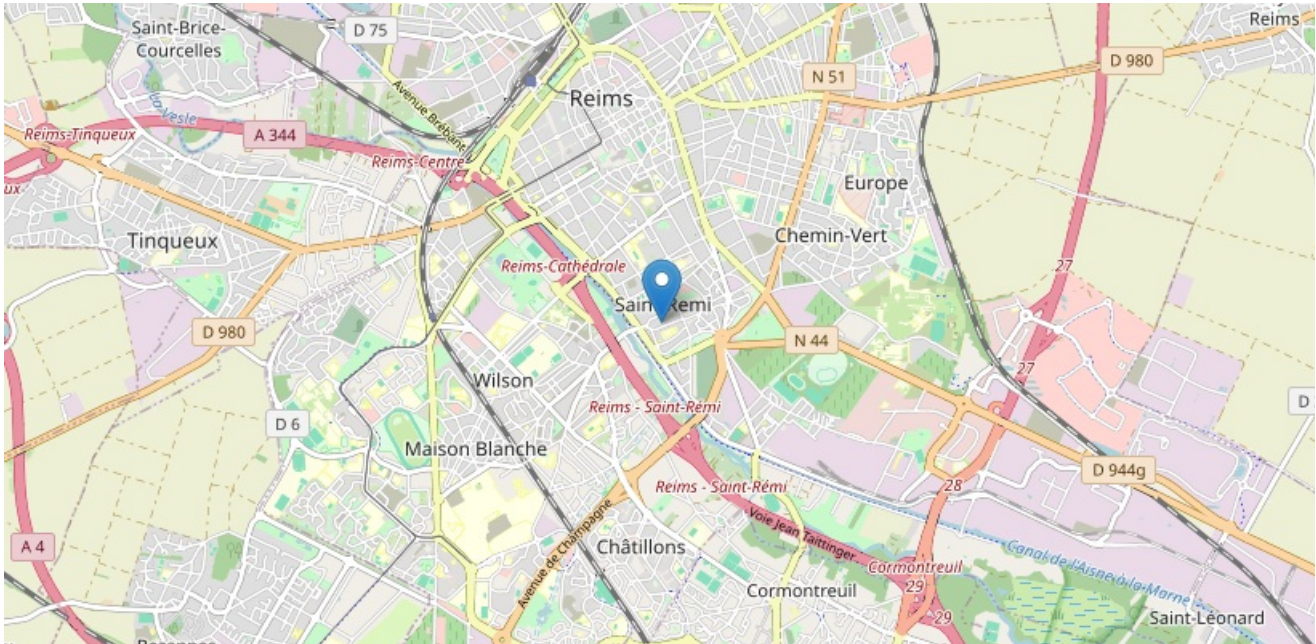 Saint-Brice-
Courcelles
D 75
Reims
N 51
D 980
Reims
La Vesle
Avenue Brébant
A 344
Reims-Tinqueux
Reims-Centre
Europe
Tinqueux
Chemin-Vert
Reims-Cathédrale
27
Saint-Remi
D 980
N 44
27
Wilson
Reims - Saint-Rémi
D 6
Maison Blanche
D 944g
Reims - Saint-Rémi
28
A 4
Avenue de Champagne
Voie Jean Taittinger
Châtillons
Canal de l'Aisne à la Marne
Cormontreuil
29
Cormontreuil
29
Saint-Léonard